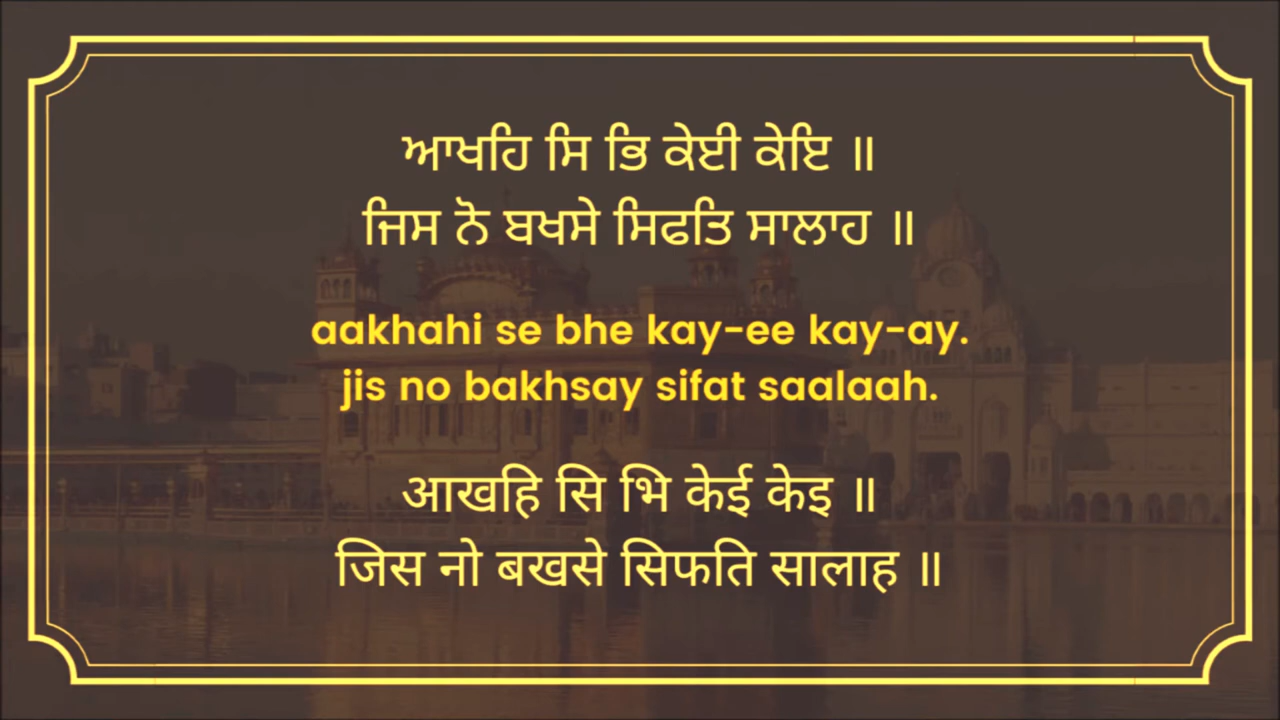 ਆਖਹਿ ਸਿ ਭਿ ਕੇਈ ਕੇਇ ॥
ਜਿਸ ਨੋ ਬਖਸੇ ਸਿਫਤਿ ਸਾਲਾਹ ॥
aakhahi se bhe kay-ee kay-ay.
jis no bakhsay sifat saalaah.
आखहि सि भि केई केइ ॥
जिस नो बखसे सिफति सालाह ॥